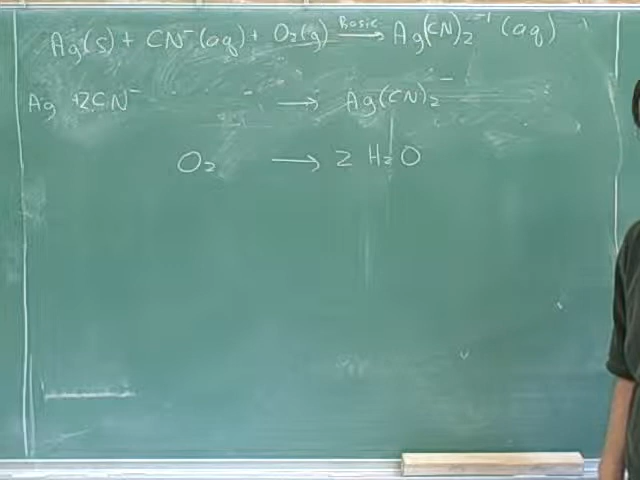 Ag(s) + CN⁻(aq) + O₂(g) —Basic→ Ag(CN)₂⁻¹ (aq)
Ag + 2CN⁻ → Ag(CN)₂⁻
O₂ → 2 H₂O